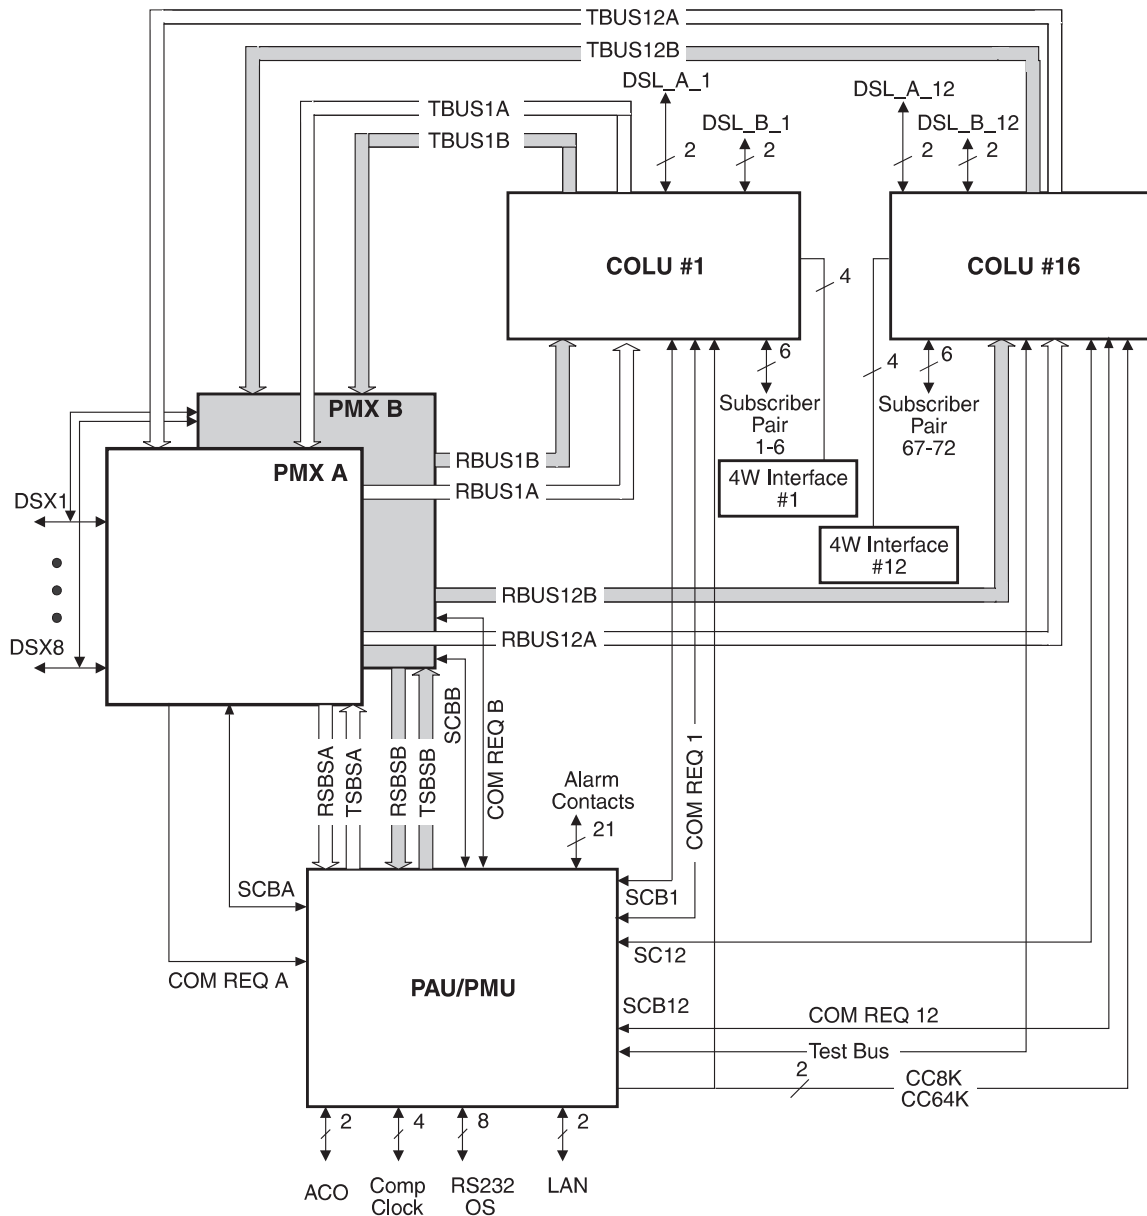 TBUS12A
TBUS12B
DSL_A_1
DSL_A_12
TBUS1A
DSL_B_1
DSL_B_12
TBUS1B
2
2
2
2
COLU #1
COLU #16
4
6
4
6
Subscriber
Pair
1-6
Subscriber
Pair
67-72
PMX B
PMX A
RBUS1B
RBUS1A
4W Interface
#1
DSX1
4W Interface
#12
RBUS12B
RBUS12A
DSX8
SCBB
COM REQ B
RSBSA
TSBSA
RSBSB
TSBSB
COM REQ 1
Alarm
Contacts
21
SCBA
SCB1
SC12
COM REQ A
PAU/PMU
SCB12
COM REQ 12
Test Bus
2
CC8K
CC64K
2
4
8
2
ACO
Comp
Clock
RS232
OS
LAN